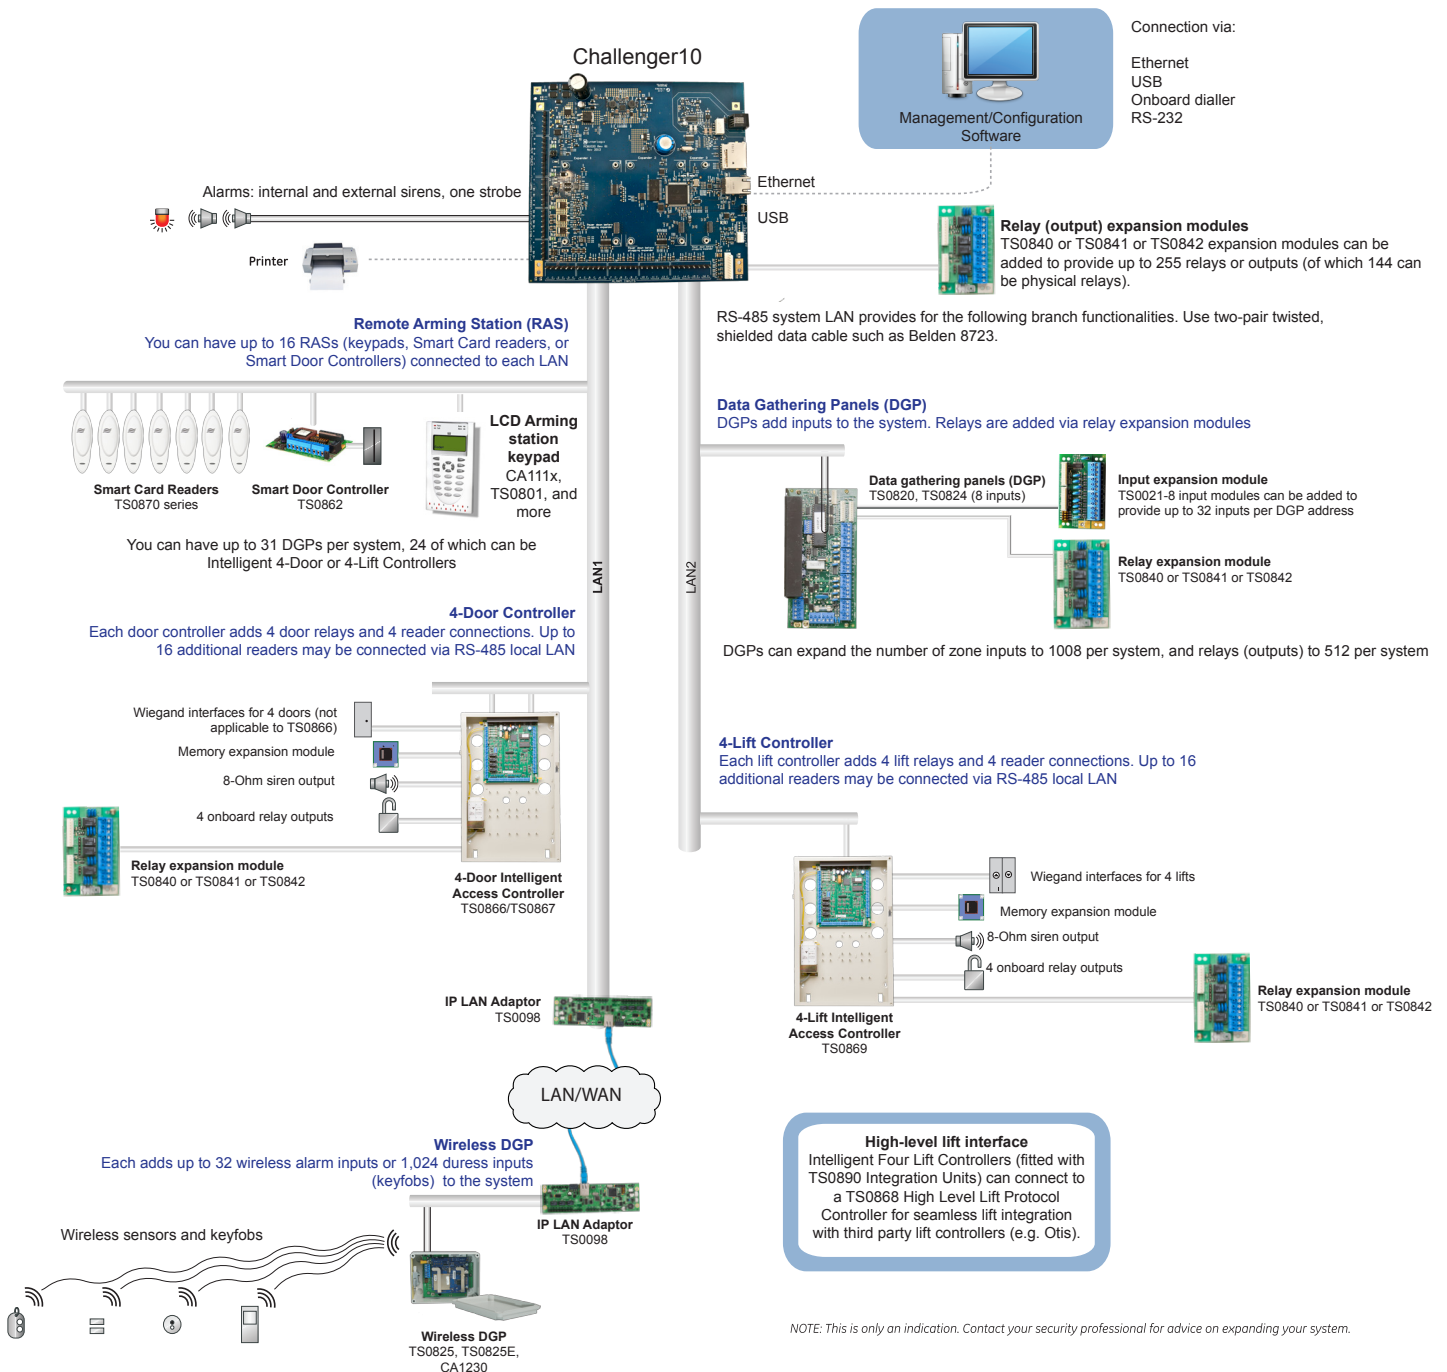 Challenger10
Management/Configuration
Software
Connection via:
Ethernet
USB
Onboard dialler
RS-232
Ethernet
USB
Alarms: internal and external sirens, one strobe
Printer
Relay (output) expansion modules
TS0840 or TS0841 or TS0842 expansion modules can be
added to provide up to 255 relays or outputs (of which 144 can
be physical relays).
RS-485 system LAN provides for the following branch functionalities. Use two-pair twisted,
shielded data cable such as Belden 8723.
Remote Arming Station (RAS)
You can have up to 16 RASs (keypads, Smart Card readers, or
Smart Door Controllers) connected to each LAN
Smart Card Readers
TS0870 series
Smart Door Controller
TS0862
LCD Arming
station
keypad
CA111x,
TS0801, and
more
You can have up to 31 DGPs per system, 24 of which can be
Intelligent 4-Door or 4-Lift Controllers
LAN1
LAN2
Data Gathering Panels (DGP)
DGPs add inputs to the system. Relays are added via relay expansion modules
Data gathering panels (DGP)
TS0820, TS0824 (8 inputs)
Input expansion module
TS0021-8 input modules can be added to
provide up to 32 inputs per DGP address
Relay expansion module
TS0840 or TS0841 or TS0842
DGPs can expand the number of zone inputs to 1008 per system, and relays (outputs) to 512 per system
4-Door Controller
Each door controller adds 4 door relays and 4 reader connections. Up to
16 additional readers may be connected via RS-485 local LAN
Wiegand interfaces for 4 doors (not
applicable to TS0866)
Memory expansion module
8-Ohm siren output
4 onboard relay outputs
Relay expansion module
TS0840 or TS0841 or TS0842
4-Door Intelligent
Access Controller
TS0866/TS0867
4-Lift Controller
Each lift controller adds 4 lift relays and 4 reader connections. Up to 16
additional readers may be connected via RS-485 local LAN
Wiegand interfaces for 4 lifts
Memory expansion module
8-Ohm siren output
4 onboard relay outputs
Relay expansion module
TS0840 or TS0841 or TS0842
4-Lift Intelligent
Access Controller
TS0869
IP LAN Adaptor
TS0098
LAN/WAN
Wireless DGP
Each adds up to 32 wireless alarm inputs or 1,024 duress inputs
(keyfobs) to the system
IP LAN Adaptor
TS0098
Wireless sensors and keyfobs
Wireless DGP
TS0825, TS0825E,
CA1230
High-level lift interface
Intelligent Four Lift Controllers (fitted with
TS0890 Integration Units) can connect to
a TS0868 High Level Lift Protocol
Controller for seamless lift integration
with third party lift controllers (e.g. Otis).
NOTE: This is only an indication. Contact your security professional for advice on expanding your system.